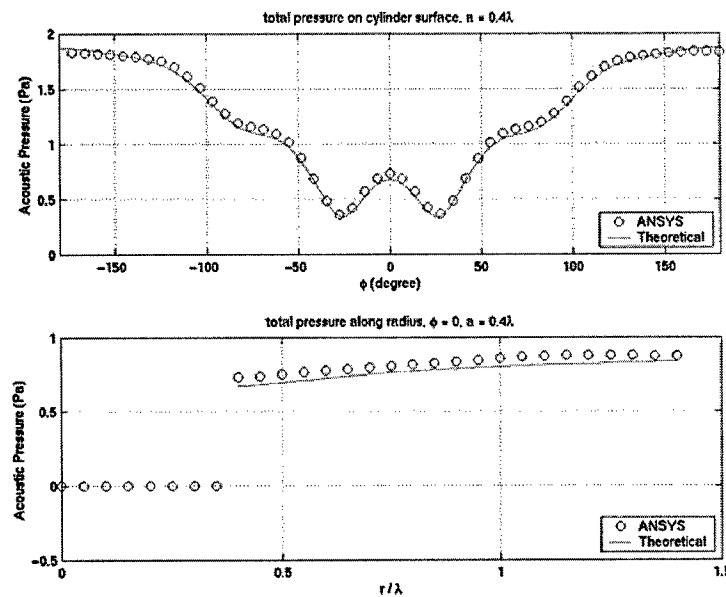 total pressure on cylinder surface, a = 0.4λ
Acoustic Pressure (Pa)
2
1.5
1
0.5
0
−150
−100
−50
0
50
100
150
φ (degree)
ANSYS
Theoretical
total pressure along radius, φ = 0, a = 0.4λ
Acoustic Pressure (Pa)
1
0.5
0
−0.5
0
0.5
1
1.5
r / λ
ANSYS
Theoretical